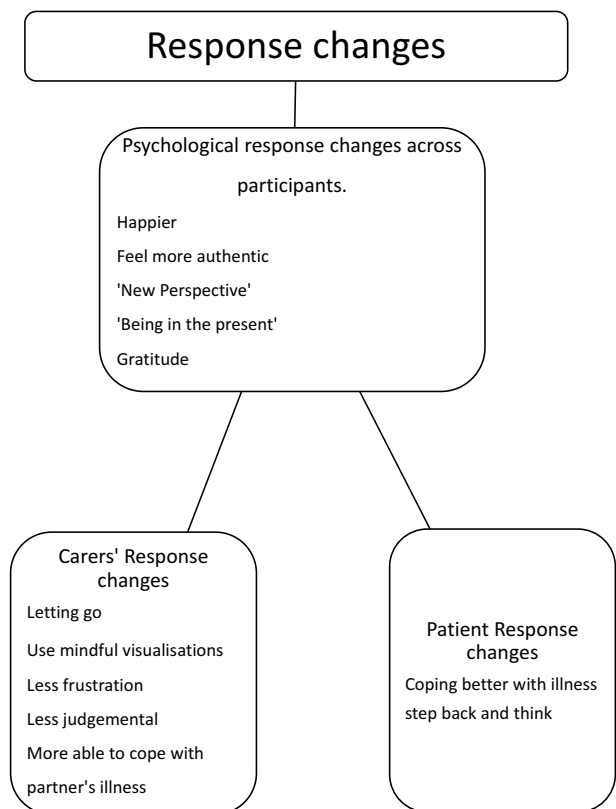 Response changes
Psychological response changes across
participants.
Happier
Feel more authentic
'New Perspective'
'Being in the present'
Gratitude
Carers' Response
changes
Letting go
Use mindful visualisations
Less frustration
Less judgemental
More able to cope with
partner's illness
Patient Response
changes
Coping better with illness
step back and think